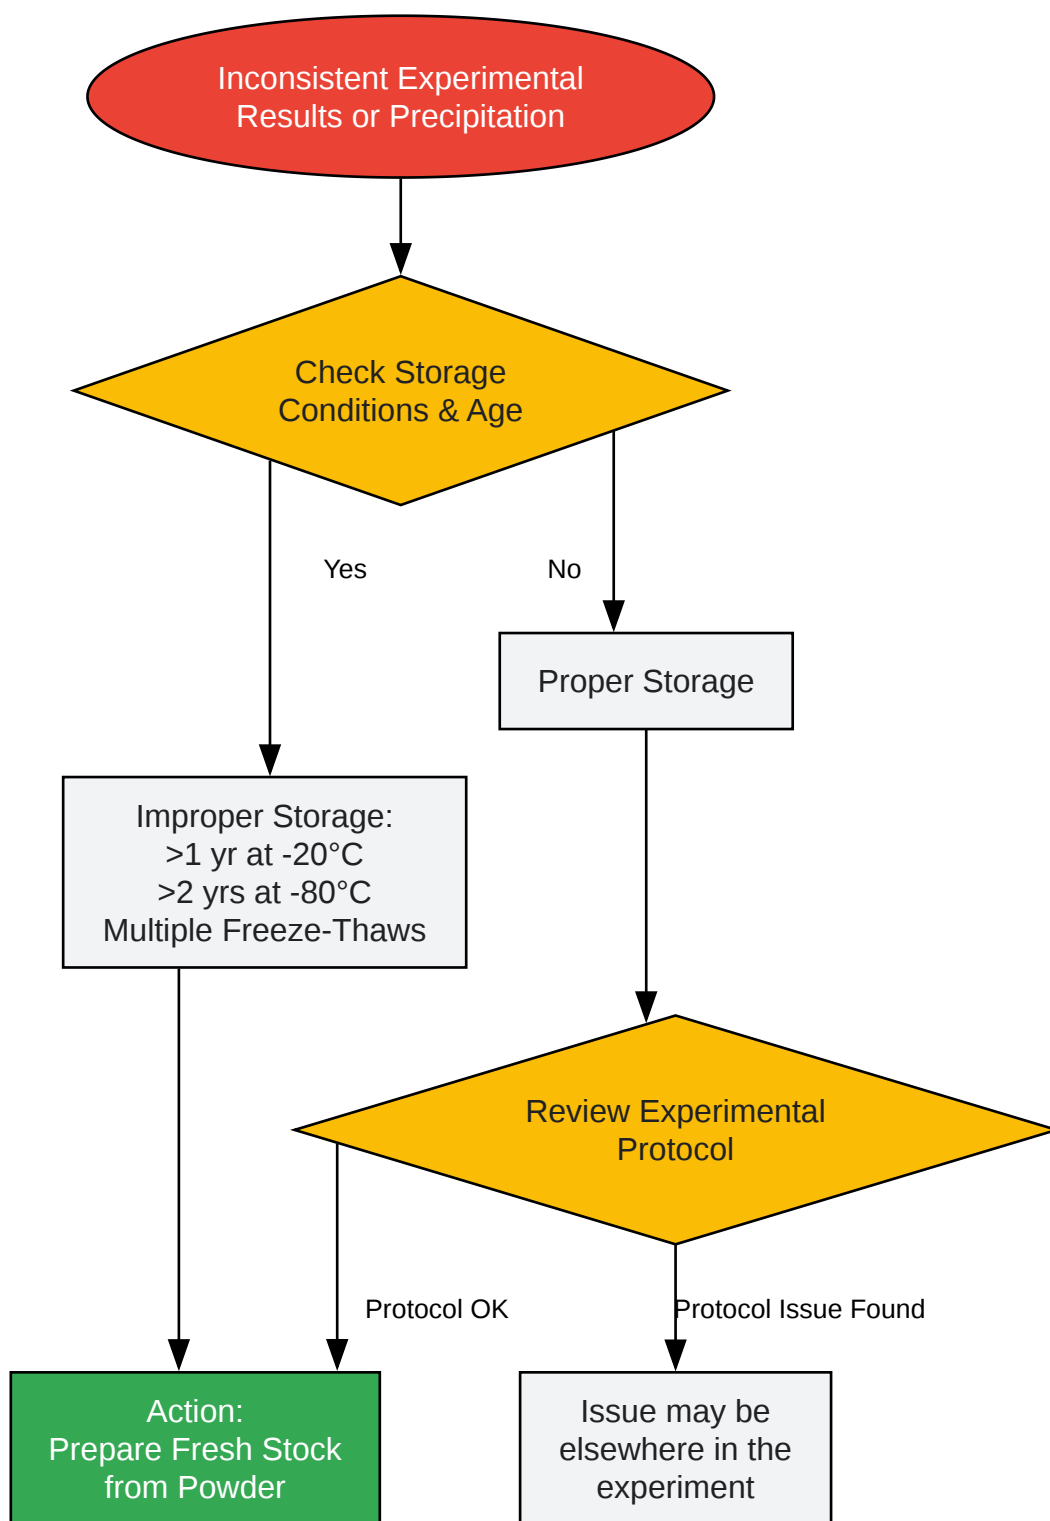 Inconsistent Experimental
Results or Precipitation
Check Storage
Conditions & Age
Yes
No
Proper Storage
Improper Storage:
>1 yr at -20°C
>2 yrs at -80°C
Multiple Freeze-Thaws
Review Experimental
Protocol
Protocol OK
Protocol Issue Found
Action:
Prepare Fresh Stock
from Powder
Issue may be
elsewhere in the
experiment